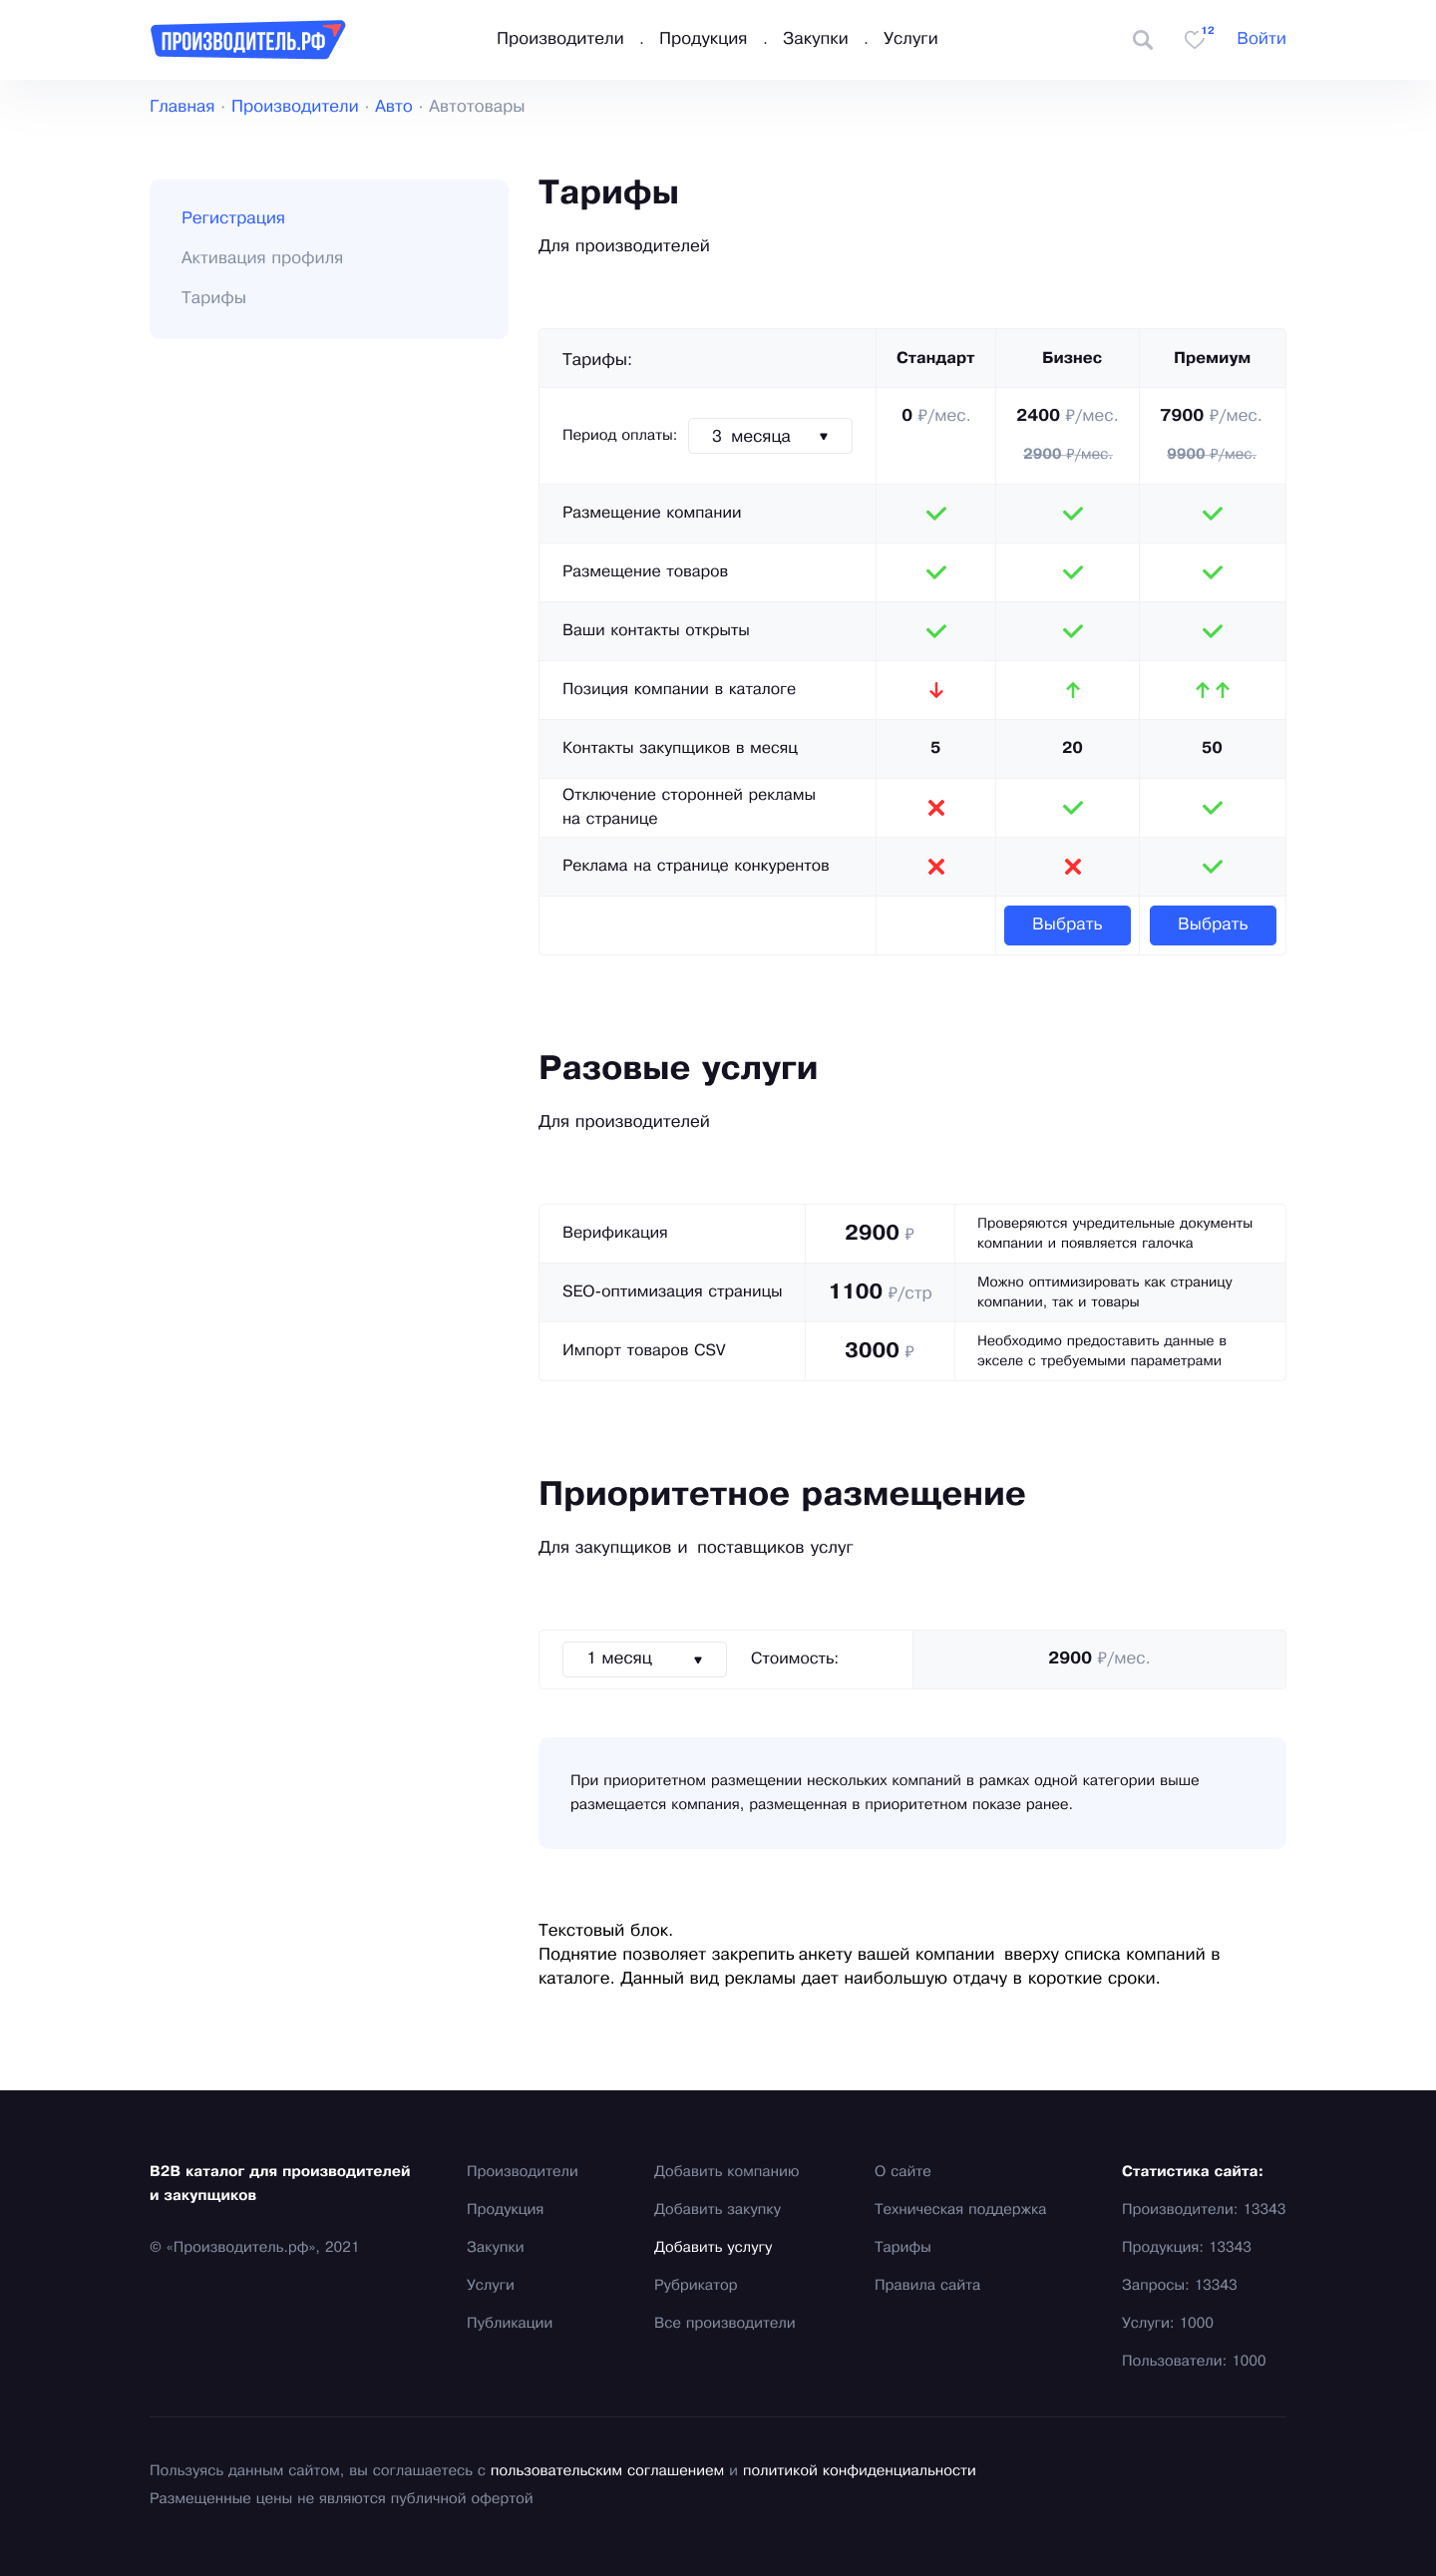 ПРОИЗВОДИТЕЛЬ.РФ
Производители . Продукция . Закупки . Услуги
12
Войти
Главная · Производители · Авто · Автотовары
Регистрация
Активация профиля
Тарифы
Тарифы
Для производителей
Тарифы: Стандарт Бизнес Премиум
Период оплаты: 3 месяца ▼ 0 ₽/мес. 2400 ₽/мес. 7900 ₽/мес.
2900 ₽/мес. 9900 ₽/мес.
Размещение компании
Размещение товаров
Ваши контакты открыты
Позиция компании в каталоге
Контакты закупщиков в месяц 5 20 50
Отключение сторонней рекламы
на странице
Реклама на странице конкурентов
Выбрать Выбрать
Разовые услуги
Для производителей
Верификация 2900 ₽
Проверяются учредительные документы
компании и появляется галочка
SEO-оптимизация страницы 1100 ₽/стр
Можно оптимизировать как страницу
компании, так и товары
Импорт товаров CSV 3000 ₽
Необходимо предоставить данные в
экселе с требуемыми параметрами
Приоритетное размещение
Для закупщиков и поставщиков услуг
1 месяц ▼ Стоимость: 2900 ₽/мес.
При приоритетном размещении нескольких компаний в рамках одной категории выше
размещается компания, размещенная в приоритетном показе ранее.
Текстовый блок.
Поднятие позволяет закрепить анкету вашей компании вверху списка компаний в
каталоге. Данный вид рекламы дает наибольшую отдачу в короткие сроки.
B2B каталог для производителей
и закупщиков
© «Производитель.рф», 2021
Производители
Продукция
Закупки
Услуги
Публикации
Добавить компанию
Добавить закупку
Добавить услугу
Рубрикатор
Все производители
О сайте
Техническая поддержка
Тарифы
Правила сайта
Статистика сайта:
Производители: 13343
Продукция: 13343
Запросы: 13343
Услуги: 1000
Пользователи: 1000
Пользуясь данным сайтом, вы соглашаетесь с пользовательским соглашением и политикой конфиденциальности
Размещенные цены не являются публичной офертой